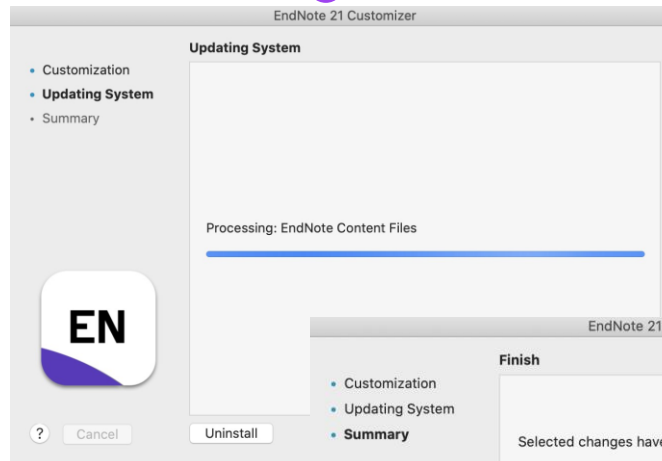 EndNote 21 Customizer
Updating System
• Customization
• Updating System
• Summary
Processing: EndNote Content Files
EN
? Cancel Uninstall
EndNote 21
Finish
• Customization
• Updating System
• Summary
Selected changes have